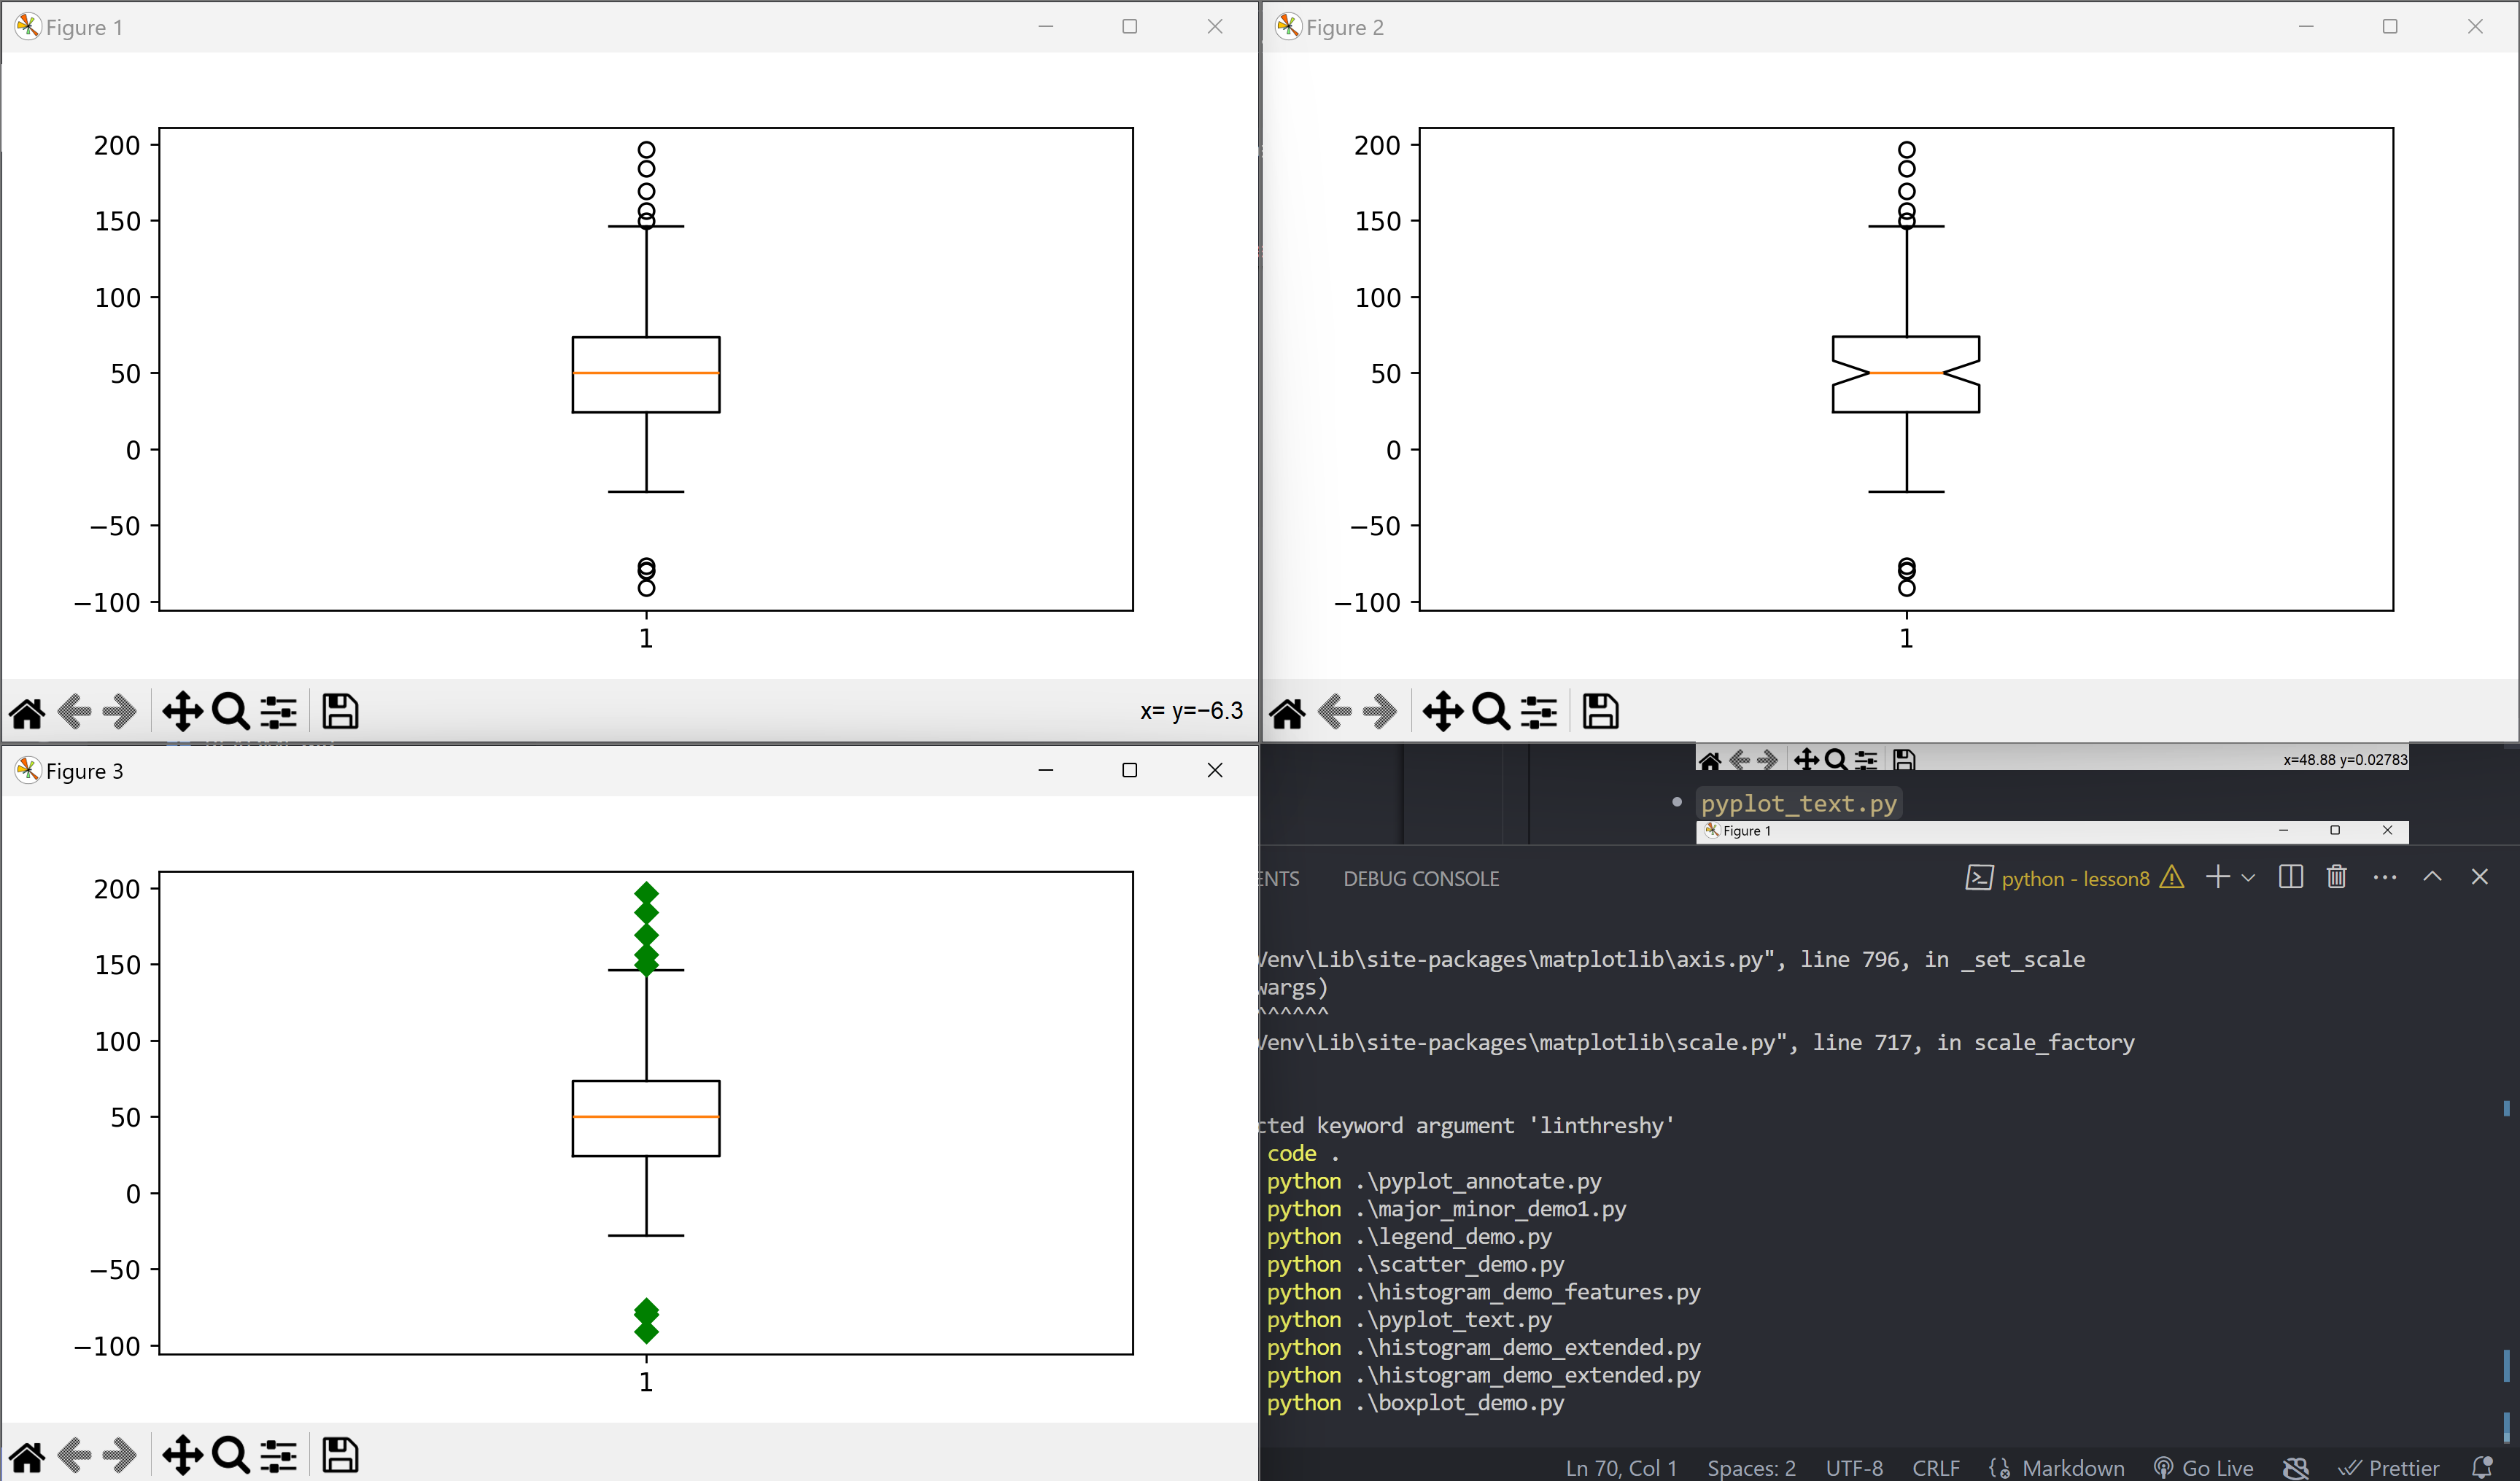 Figure 1
200
150
100
50
0
−50
−100
1
x= y=−6.3
Figure 2
200
150
100
50
0
−50
−100
1
Figure 3
200
150
100
50
0
−50
−100
1
x=48.88 y=0.02783
pyplot_text.py
Figure 1
ENTS DEBUG CONSOLE python - lesson8
Venv\Lib\site-packages\matplotlib\axis.py", line 796, in _set_scale
wargs)
^^^^^^
Venv\Lib\site-packages\matplotlib\scale.py", line 717, in scale_factory
cted keyword argument 'linthreshy'
code .
python .\pyplot_annotate.py
python .\major_minor_demo1.py
python .\legend_demo.py
python .\scatter_demo.py
python .\histogram_demo_features.py
python .\pyplot_text.py
python .\histogram_demo_extended.py
python .\histogram_demo_extended.py
python .\boxplot_demo.py
Ln 70, Col 1 Spaces: 2 UTF-8 CRLF Markdown Go Live Prettier